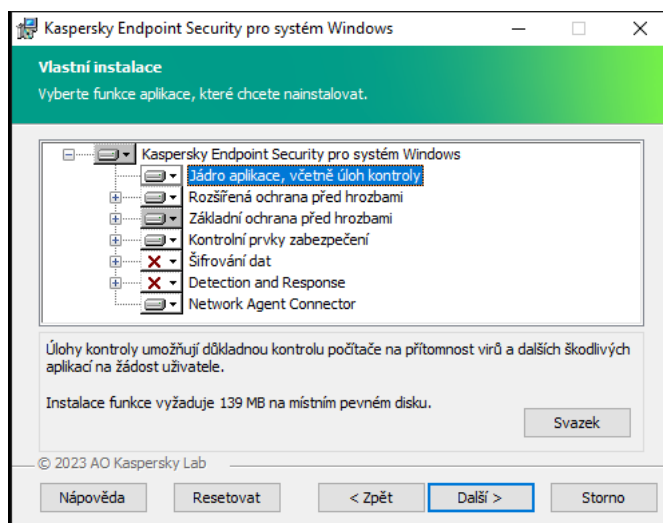 Kaspersky Endpoint Security pro systém Windows
Vlastní instalace
Vyberte funkce aplikace, které chcete nainstalovat.
Kaspersky Endpoint Security pro systém Windows
Jádro aplikace, včetně úloh kontroly
Rozšířená ochrana před hrozbami
Základní ochrana před hrozbami
Kontrolní prvky zabezpečení
Šifrování dat
Detection and Response
Network Agent Connector
Úlohy kontroly umožňují důkladnou kontrolu počítače na přítomnost virů a dalších škodlivých
aplikací na žádost uživatele.
Instalace funkce vyžaduje 139 MB na místním pevném disku.
Svazek
© 2023 AO Kaspersky Lab
Nápověda
Resetovat
< Zpět
Další >
Storno